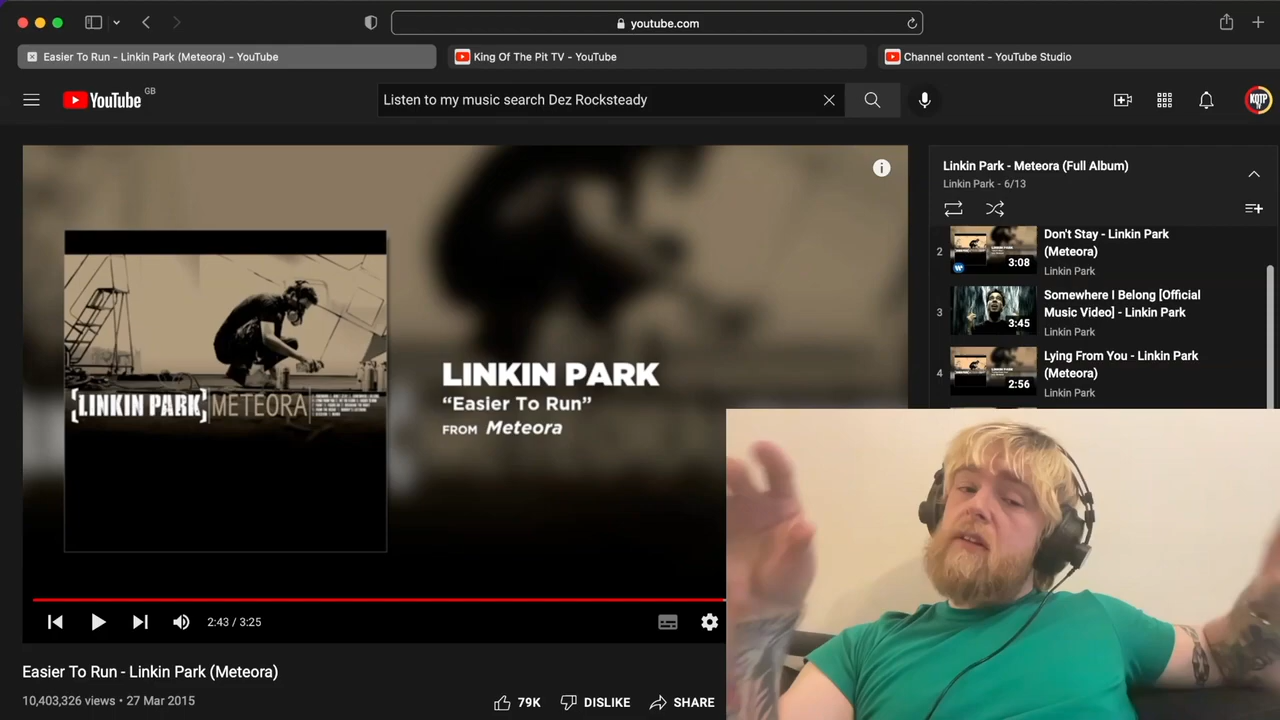 youtube.com
Easier To Run - Linkin Park (Meteora) - YouTube
King Of The Pit TV - YouTube
Channel content - YouTube Studio
YouTube GB
Listen to my music search Dez Rocksteady
KOTP
TV
Linkin Park - Meteora (Full Album)
Linkin Park - 6/13
2
Don't Stay - Linkin Park
(Meteora)
3:08
Linkin Park
3
Somewhere I Belong [Official
Music Video] - Linkin Park
3:45
Linkin Park
4
Lying From You - Linkin Park
(Meteora)
2:56
Linkin Park
[LINKIN PARK] METEORA
LINKIN PARK
“Easier To Run”
FROM Meteora
2:43 / 3:25
Easier To Run - Linkin Park (Meteora)
10,403,326 views • 27 Mar 2015
79K
DISLIKE
SHARE